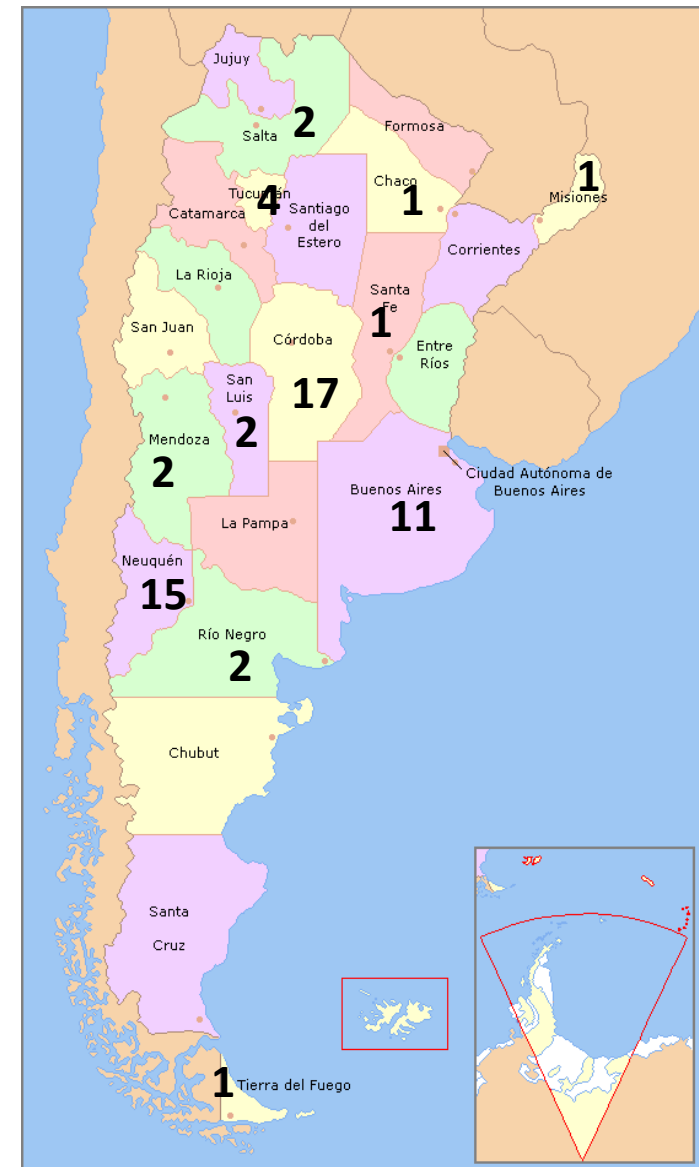 Jujuy
Salta
2
Formosa
Chaco
1
1
Misiones
Tucumán
4
Catamarca
Santiago
del
Estero
Corrientes
La Rioja
Santa
Fe
1
San Juan
Córdoba
17
Entre
Ríos
San
Luis
2
Mendoza
2
Ciudad Autónoma de
Buenos Aires
Buenos Aires
11
La Pampa
Neuquén
15
Río Negro
2
Chubut
Santa
Cruz
1
Tierra del Fuego